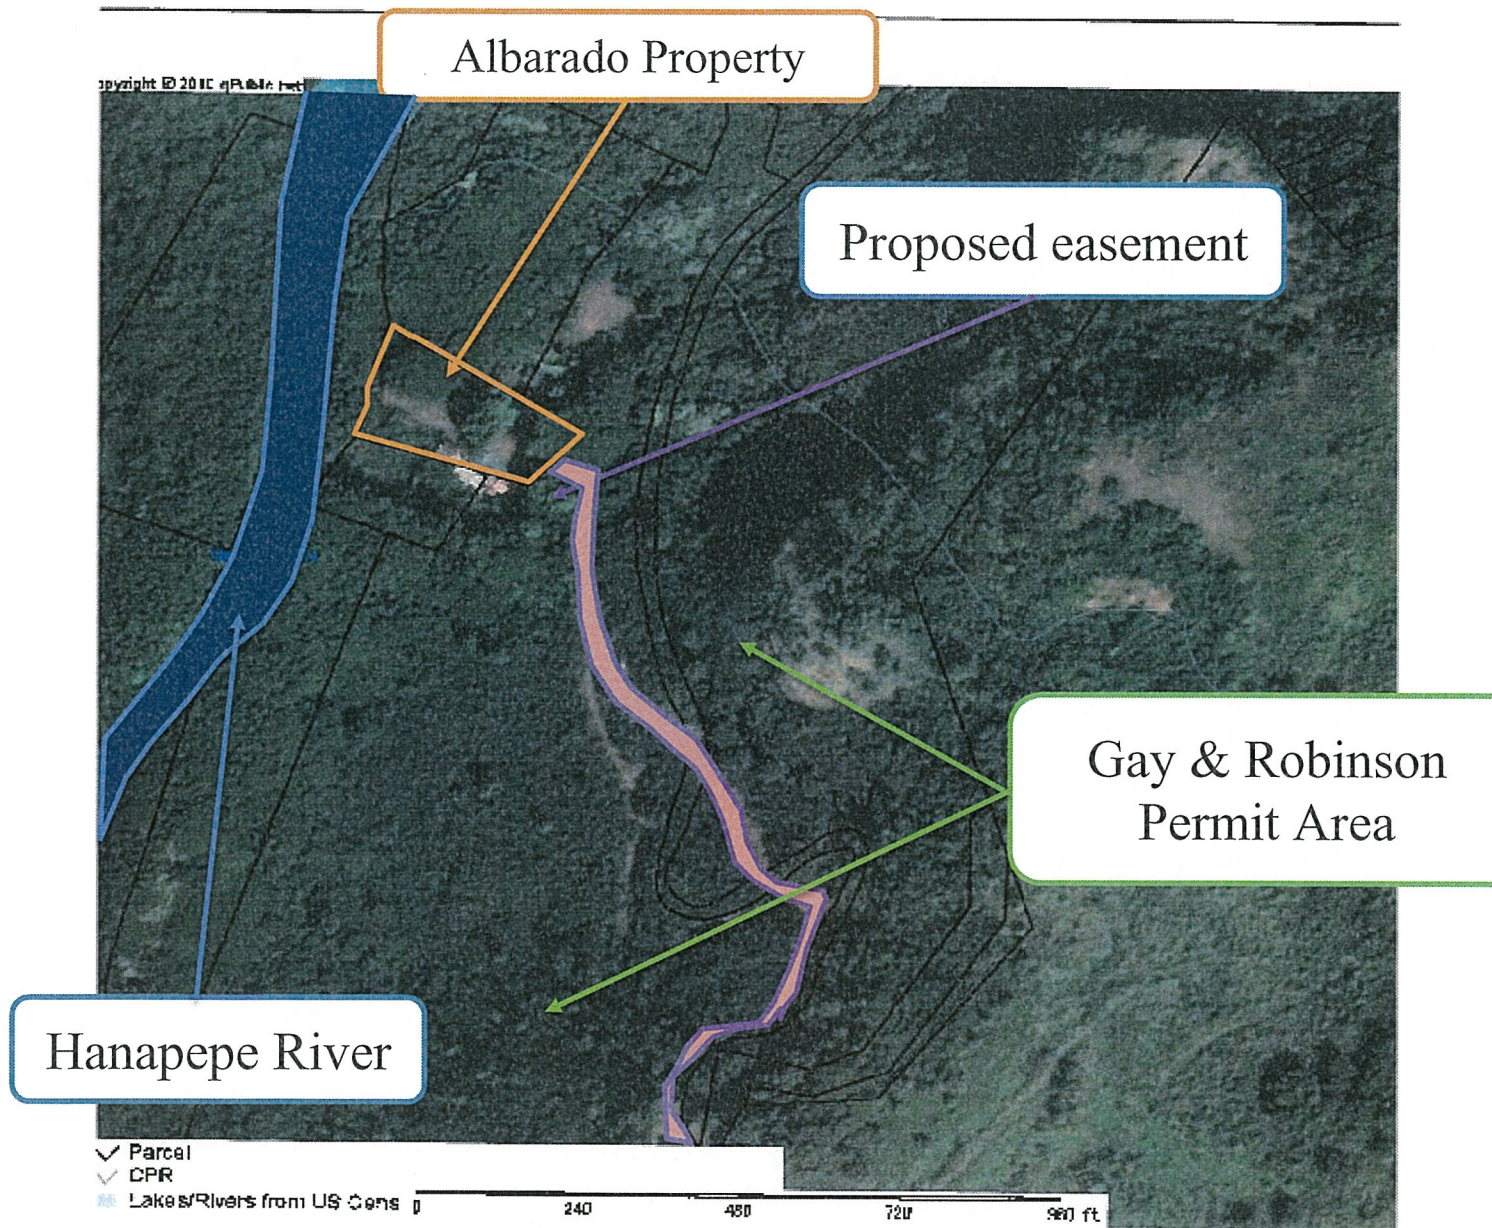 Albarado Property
Proposed easement
Gay & Robinson
Permit Area
Hanapepe River
Parcel
CPR
Lakes/Rivers from US Cens
0 240 480 720 960 ft